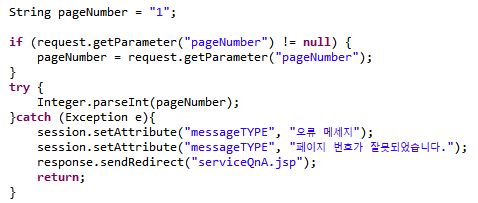 String pageNumber = "1";
if (request.getParameter("pageNumber") != null) {
pageNumber = request.getParameter("pageNumber");
}
try {
Integer.parseInt(pageNumber);
}catch (Exception e){
session.setAttribute("messageTYPE", "오류 메세지");
session.setAttribute("messageTYPE", "페이지 번호가 잘못되었습니다.");
response.sendRedirect("serviceQnA.jsp");
return;
}